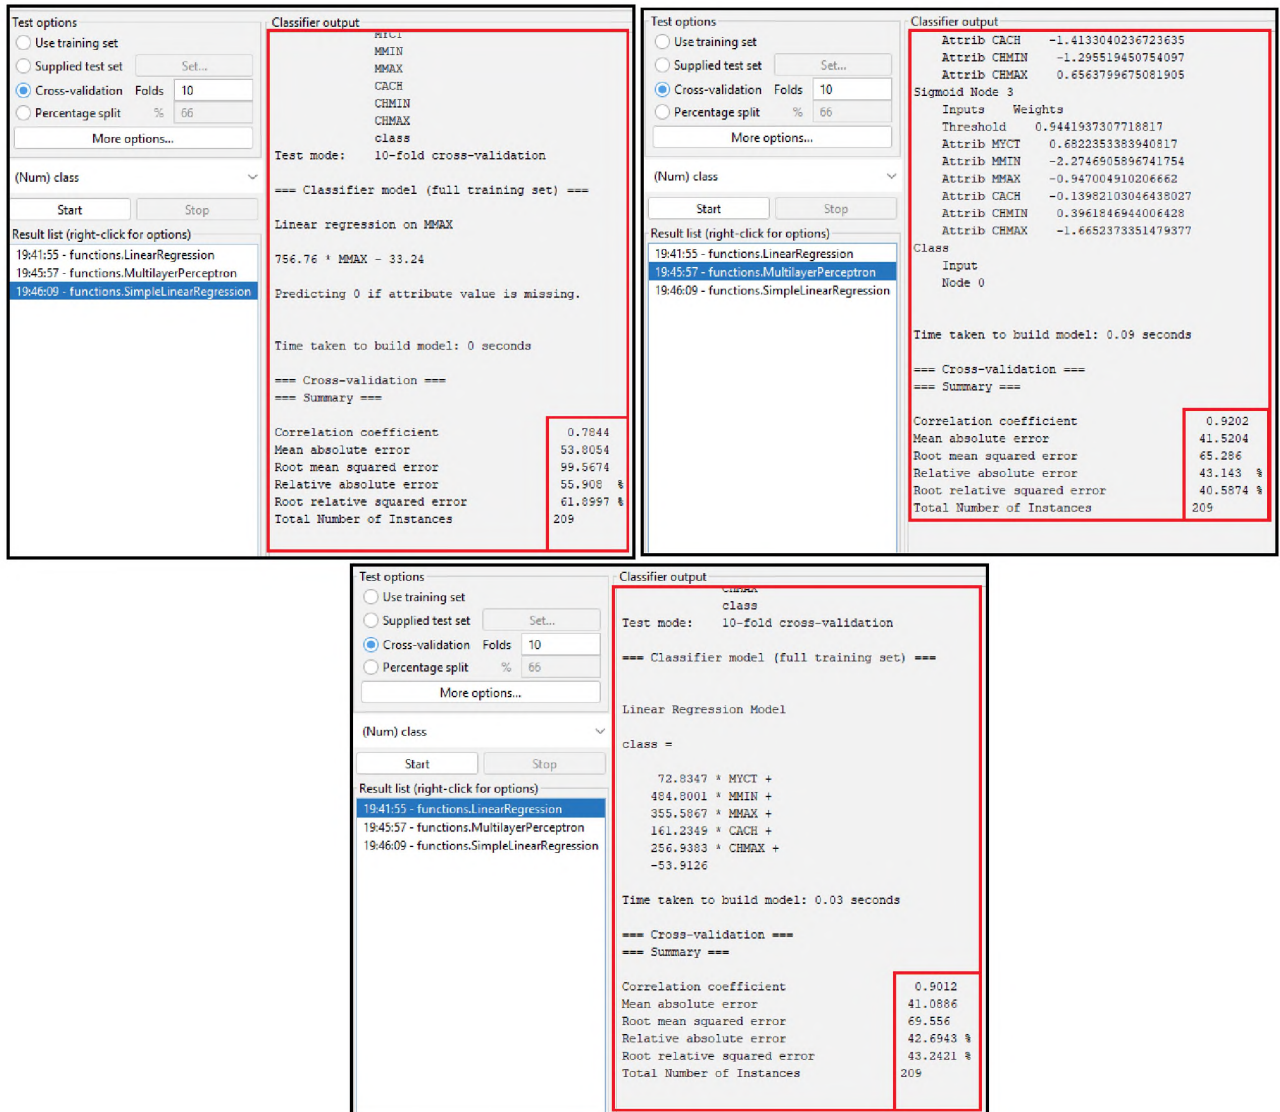 Test options
Use training set
Supplied test set Set...
Cross-validation Folds 10
Percentage split % 66
More options...
(Num) class
Start Stop
Result list (right-click for options)
19:41:55 - functions.LinearRegression
19:45:57 - functions.MultilayerPerceptron
19:46:09 - functions.SimpleLinearRegression
Classifier output
MYCT
MMIN
MMAX
CACH
CHMIN
CHMAX
class
Test mode: 10-fold cross-validation
=== Classifier model (full training set) ===
Linear regression on MMAX
756.76 * MMAX - 33.24
Predicting 0 if attribute value is missing.
Time taken to build model: 0 seconds
=== Cross-validation ===
=== Summary ===
Correlation coefficient 0.7844
Mean absolute error 53.8054
Root mean squared error 99.5674
Relative absolute error 55.908 %
Root relative squared error 61.8997 %
Total Number of Instances 209
Test options
Use training set
Supplied test set Set...
Cross-validation Folds 10
Percentage split % 66
More options...
(Num) class
Start Stop
Result list (right-click for options)
19:41:55 - functions.LinearRegression
19:45:57 - functions.MultilayerPerceptron
19:46:09 - functions.SimpleLinearRegression
Classifier output
Attrib CACH -1.4133040236723635
Attrib CHMIN -1.295519450754097
Attrib CHMAX 0.6563799675081905
Sigmoid Node 3
Inputs Weights
Threshold 0.9441937307718817
Attrib MYCT 0.6822353383940817
Attrib MMIN -2.2746905896741754
Attrib MMAX -0.947004910206662
Attrib CACH -0.13982103046438027
Attrib CHMIN 0.3961846944006428
Attrib CHMAX -1.6652373351479377
Class
Input
Node 0
Time taken to build model: 0.09 seconds
=== Cross-validation ===
=== Summary ===
Correlation coefficient 0.9202
Mean absolute error 41.5204
Root mean squared error 65.286
Relative absolute error 43.143 %
Root relative squared error 40.5874 %
Total Number of Instances 209
Test options
Use training set
Supplied test set Set...
Cross-validation Folds 10
Percentage split % 66
More options...
(Num) class
Start Stop
Result list (right-click for options)
19:41:55 - functions.LinearRegression
19:45:57 - functions.MultilayerPerceptron
19:46:09 - functions.SimpleLinearRegression
Classifier output
CHMAX
class
Test mode: 10-fold cross-validation
=== Classifier model (full training set) ===
Linear Regression Model
class =
72.8347 * MYCT +
484.8001 * MMIN +
355.5867 * MMAX +
161.2349 * CACH +
256.9383 * CHMAX +
-53.9126
Time taken to build model: 0.03 seconds
=== Cross-validation ===
=== Summary ===
Correlation coefficient 0.9012
Mean absolute error 41.0886
Root mean squared error 69.556
Relative absolute error 42.6943 %
Root relative squared error 43.2421 %
Total Number of Instances 209